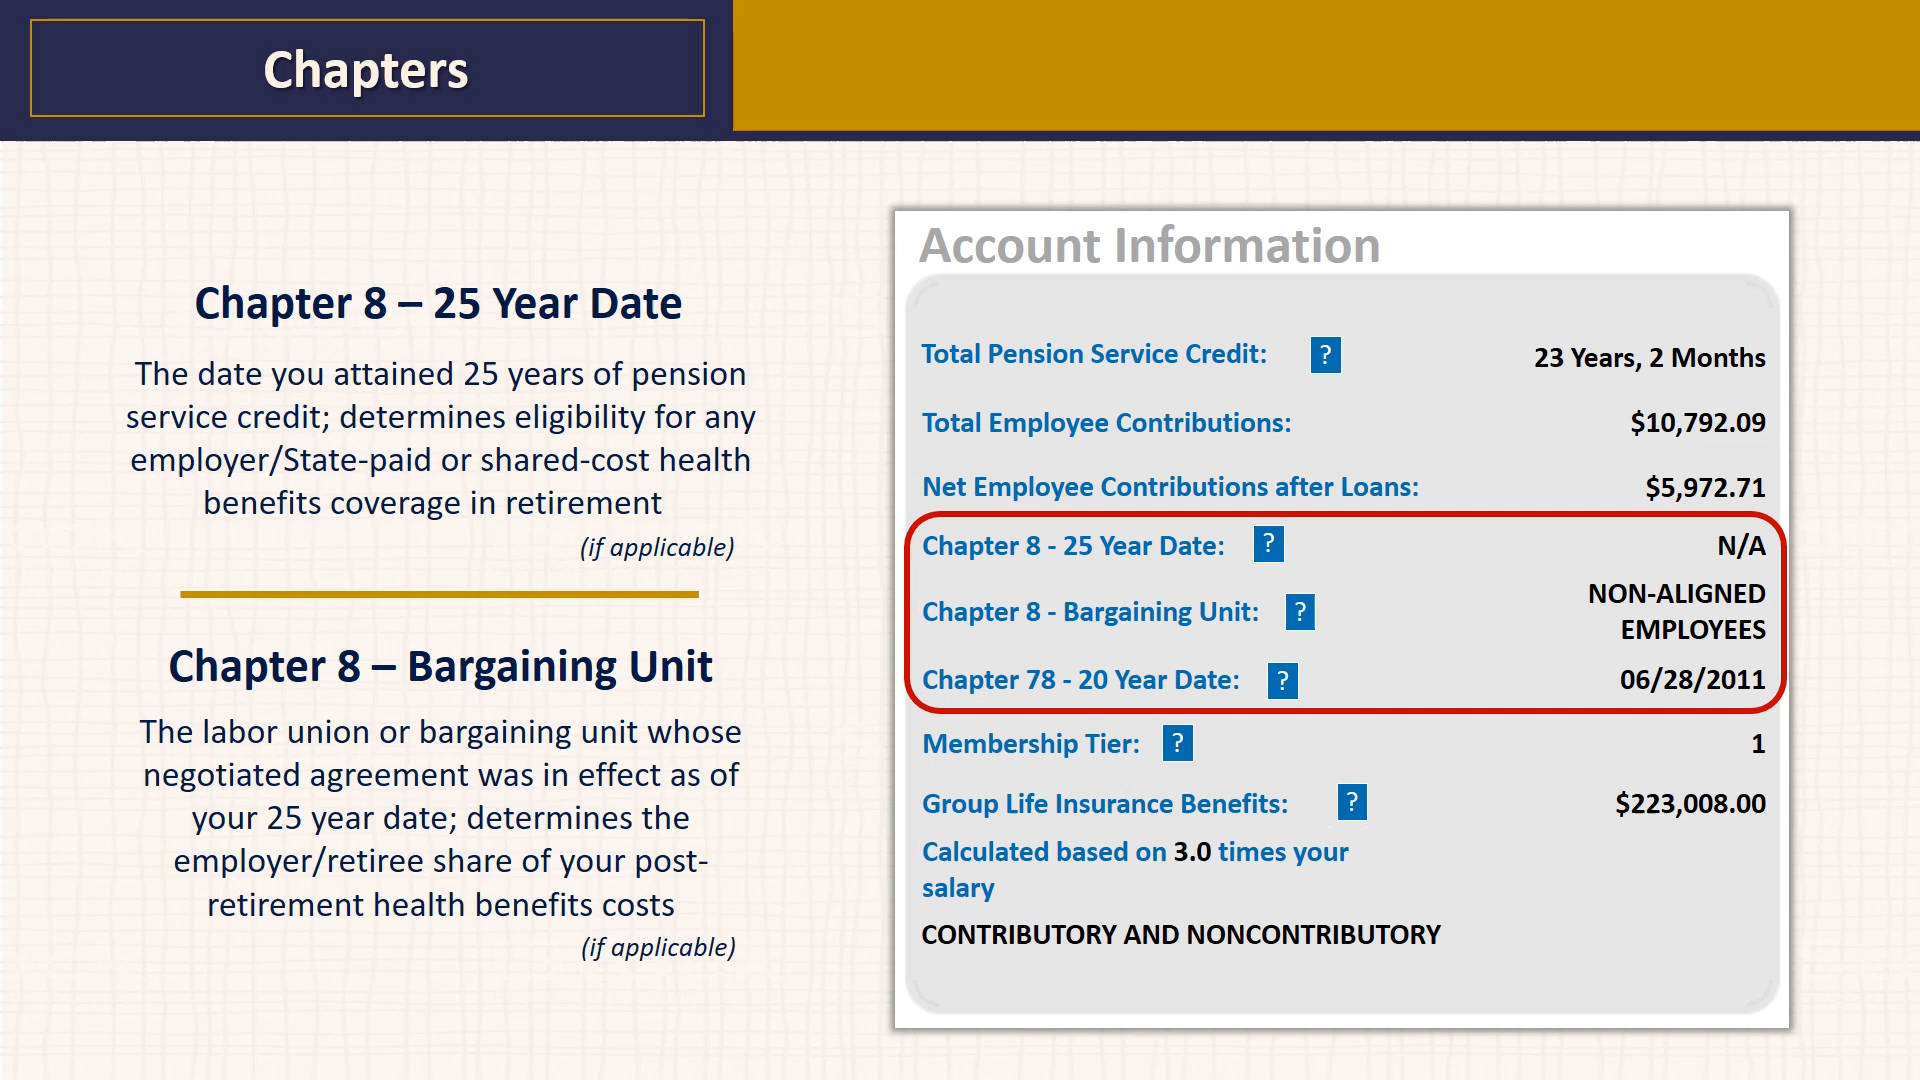 Chapters
Chapter 8 – 25 Year Date
The date you attained 25 years of pension
service credit; determines eligibility for any
employer/State-paid or shared-cost health
benefits coverage in retirement
(if applicable)
Chapter 8 – Bargaining Unit
The labor union or bargaining unit whose
negotiated agreement was in effect as of
your 25 year date; determines the
employer/retiree share of your post-
retirement health benefits costs
(if applicable)
Account Information
Total Pension Service Credit: ? 23 Years, 2 Months
Total Employee Contributions: $10,792.09
Net Employee Contributions after Loans: $5,972.71
Chapter 8 - 25 Year Date: ? N/A
Chapter 8 - Bargaining Unit: ? NON-ALIGNED
EMPLOYEES
Chapter 78 - 20 Year Date: ? 06/28/2011
Membership Tier: ? 1
Group Life Insurance Benefits: ? $223,008.00
Calculated based on 3.0 times your
salary
CONTRIBUTORY AND NONCONTRIBUTORY